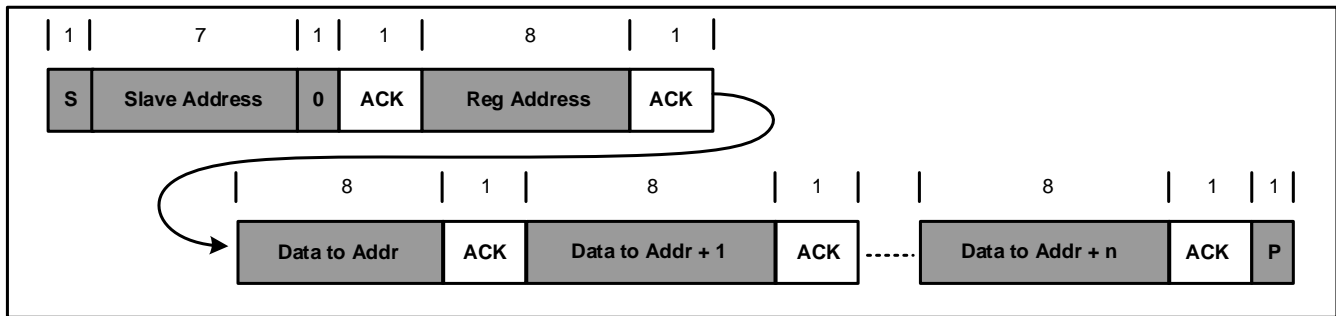 1 7 1 1 8 1
S Slave Address 0 ACK Reg Address ACK
8 1 8 1 8 1 1
Data to Addr ACK Data to Addr + 1 ACK Data to Addr + n ACK P